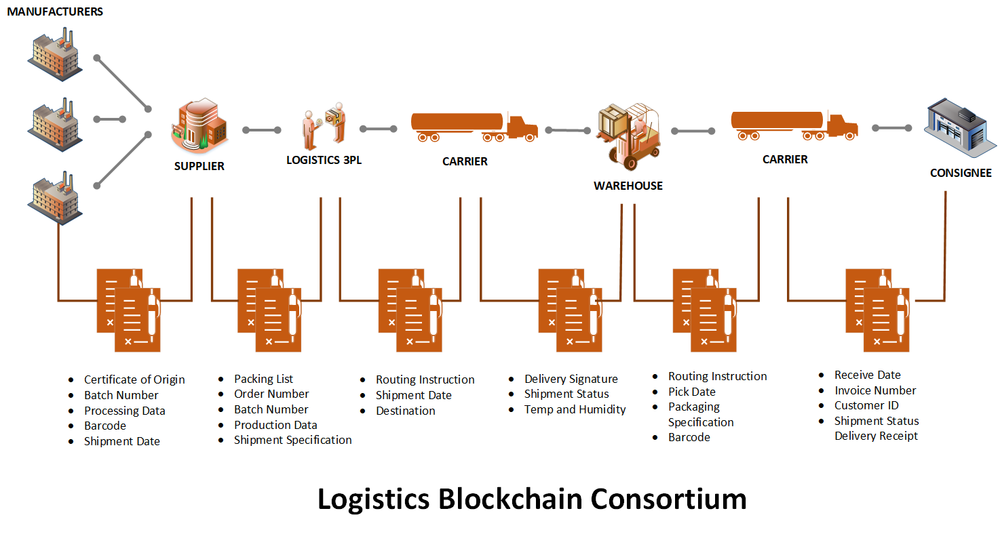 MANUFACTURERS
SUPPLIER
LOGISTICS 3PL
CARRIER
WAREHOUSE
CARRIER
CONSIGNEE
• Certificate of Origin
• Batch Number
• Processing Data
• Barcode
• Shipment Date
• Packing List
• Order Number
• Batch Number
• Production Data
• Shipment Specification
• Routing Instruction
• Shipment Date
• Destination
• Delivery Signature
• Shipment Status
• Temp and Humidity
• Routing Instruction
• Pick Date
• Packaging
Specification
• Barcode
• Receive Date
• Invoice Number
• Customer ID
• Shipment Status
Delivery Receipt
Logistics Blockchain Consortium